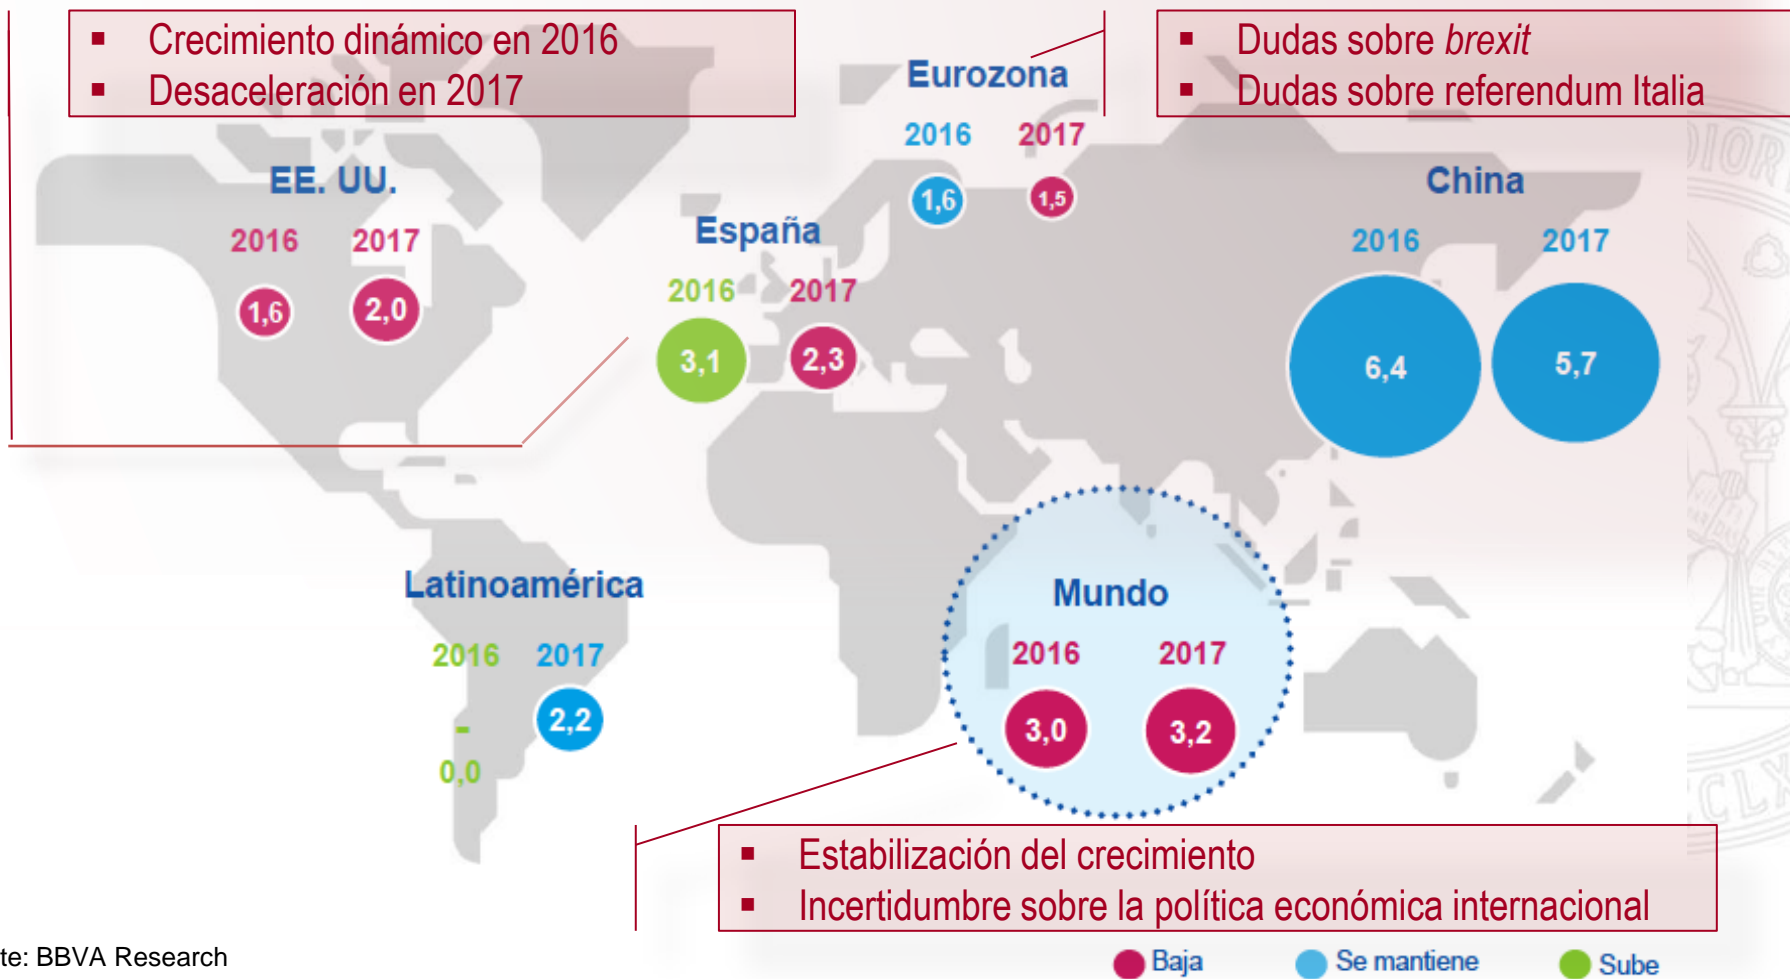 ▪ Crecimiento dinámico en 2016
▪ Desaceleración en 2017
▪ Dudas sobre brexit
▪ Dudas sobre referendum Italia
Eurozona
2016 2017
1,6 1,5
EE. UU.
2016 2017
1,6 2,0
España
2016 2017
3,1 2,3
China
2016 2017
6,4 5,7
Latinoamérica
2016 2017
- 2,2
0,0
Mundo
2016 2017
3,0 3,2
▪ Estabilización del crecimiento
▪ Incertidumbre sobre la política económica internacional
te: BBVA Research
Baja Se mantiene Sube